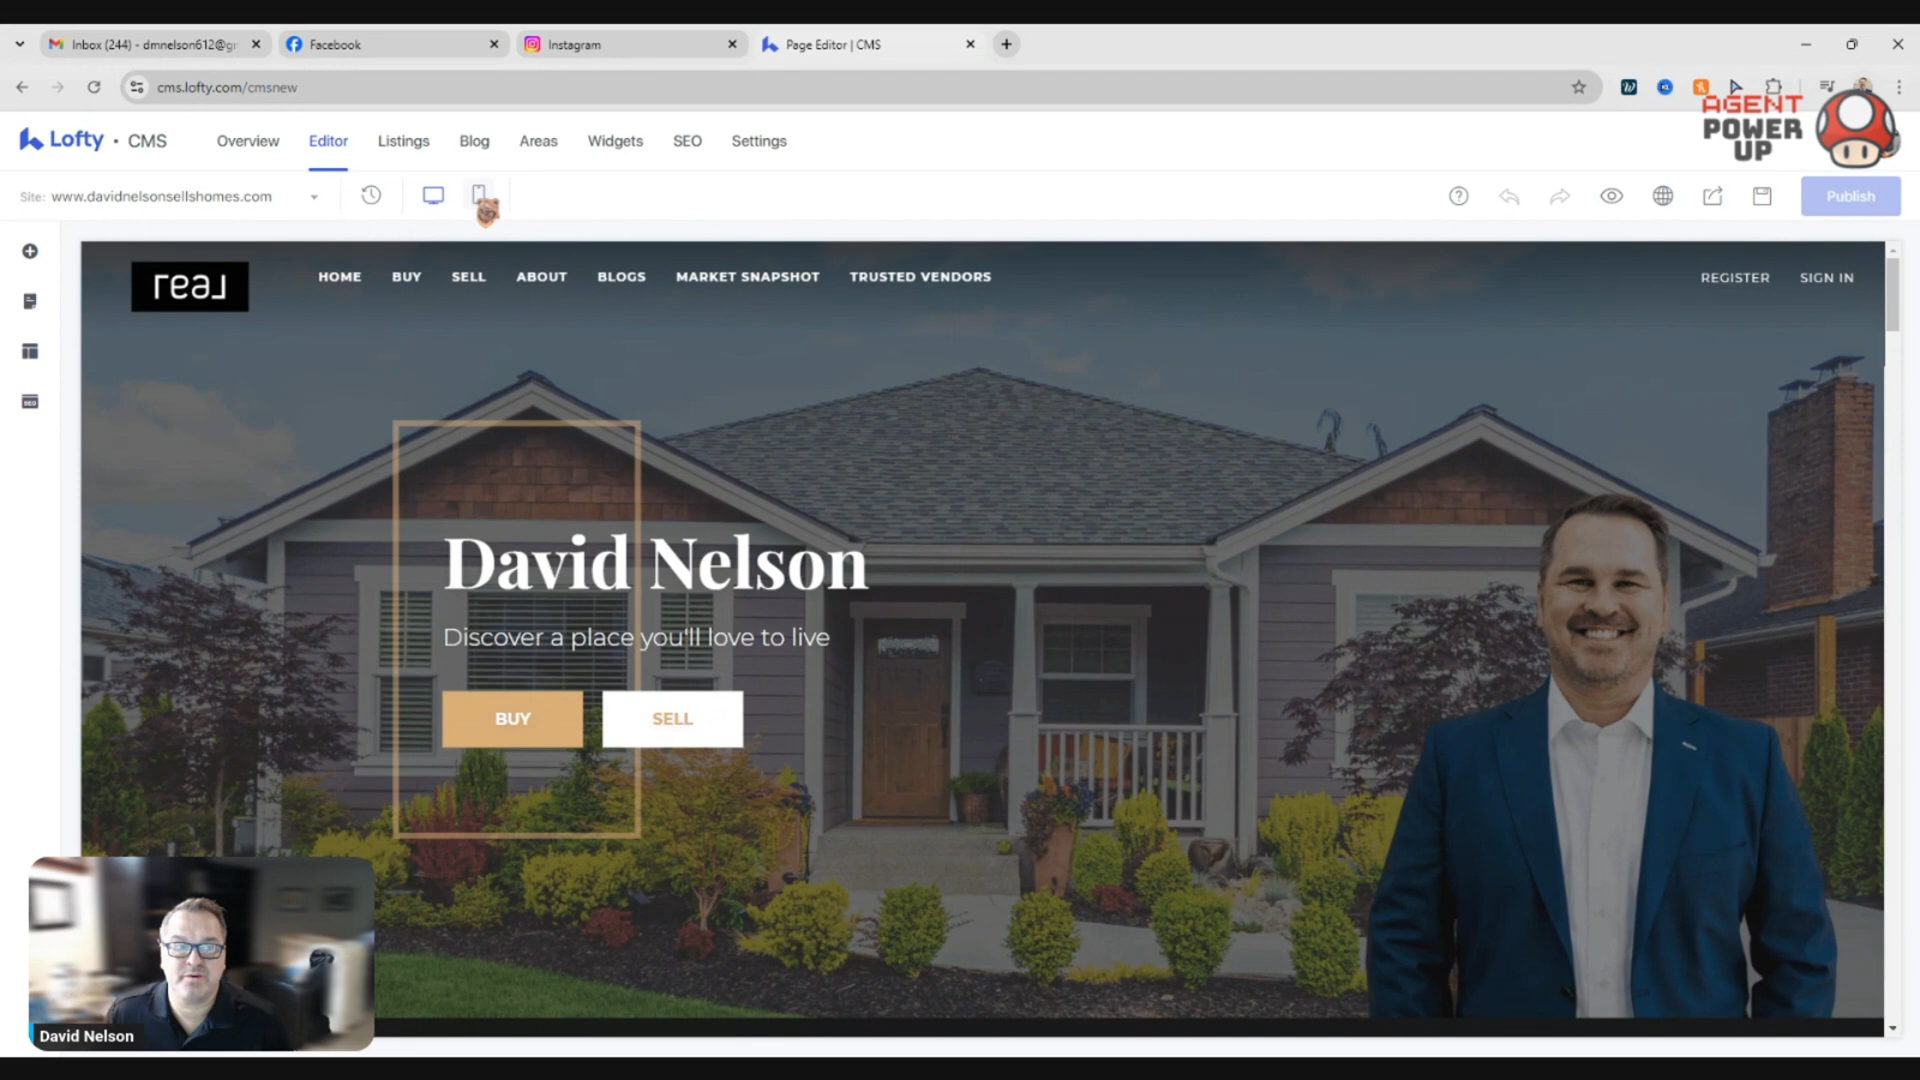 Inbox (244) - dmnelson612@gr
Facebook
Instagram
Page Editor | CMS
cms.lofty.com/cmsnew
AGENT
POWER
UP
Lofty · CMS
Overview
Editor
Listings
Blog
Areas
Widgets
SEO
Settings
Site: www.davidnelsonsellshomes.com
Publish
SEO
real
HOME
BUY
SELL
ABOUT
BLOGS
MARKET SNAPSHOT
TRUSTED VENDORS
REGISTER
SIGN IN
David Nelson
Discover a place you'll love to live
BUY
SELL
David Nelson